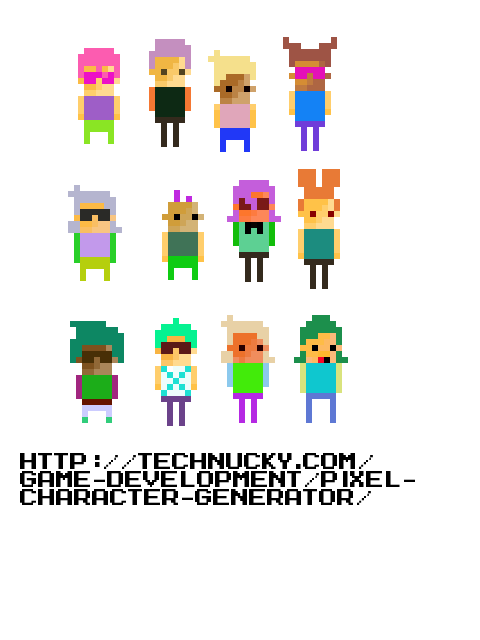 HTTP://TECHNUCKY.COM/
GAME-DEVELOPMENT/PIXEL-
CHARACTER-GENERATOR/